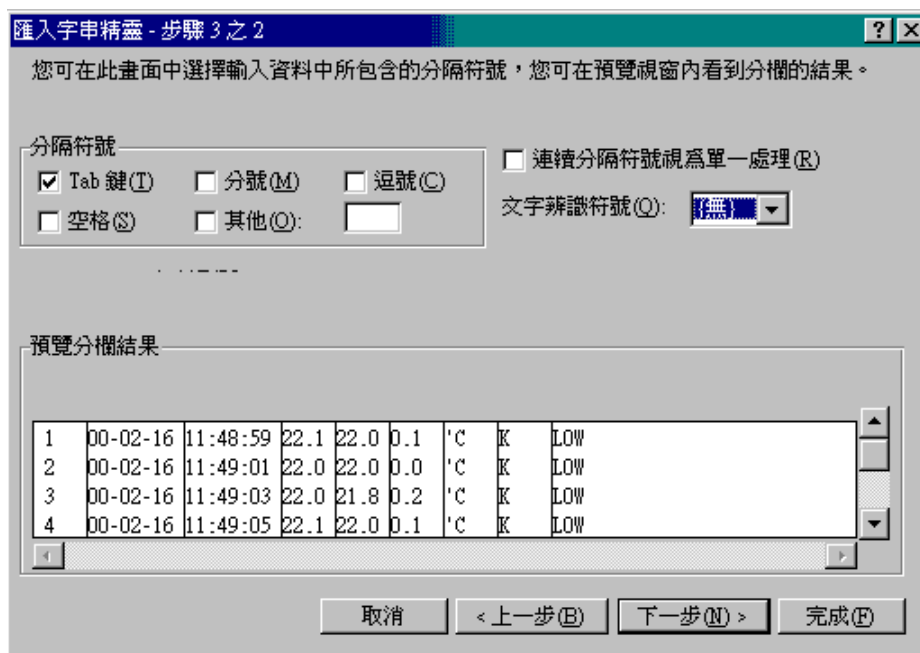 匯入字串精靈 - 步驟 3 之 2
您可在此畫面中選擇輸入資料中所包含的分隔符號，您可在預覽視窗內看到分欄的結果。
分隔符號
Tab 鍵(T) 分號(M) 逗號(C)
空格(S) 其他(O):
連續分隔符號視為單一處理(R)
文字辨識符號(Q): {無}
預覽分欄結果
1 00-02-16 11:48:59 22.1 22.0 0.1 'C K LOW
2 00-02-16 11:49:01 22.0 22.0 0.0 'C K LOW
3 00-02-16 11:49:03 22.0 21.8 0.2 'C K LOW
4 00-02-16 11:49:05 22.1 22.0 0.1 'C K LOW
取消 < 上一步(B) 下一步(N) > 完成(F)